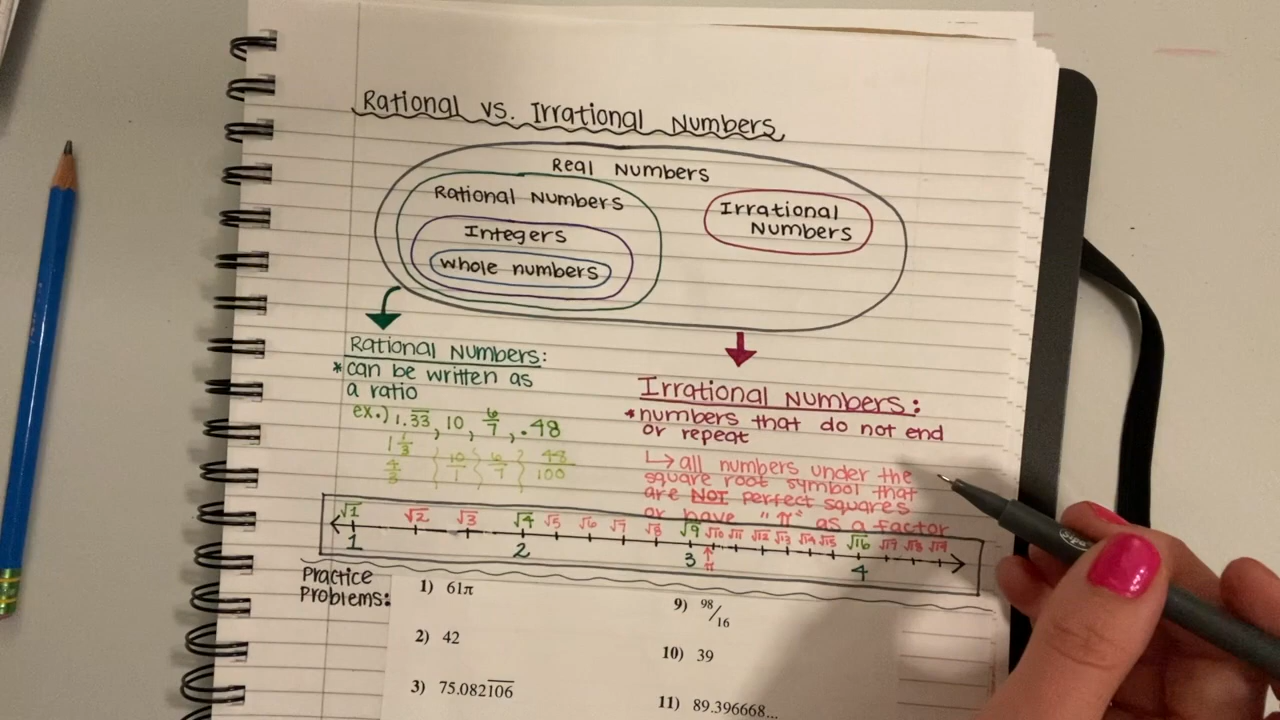 Rational vs. Irrational Numbers
Real Numbers
Rational Numbers
Integers
Whole numbers
Irrational
Numbers
Rational Numbers:
*can be written as
a ratio
ex.) 1.3̅3̅, 10, 6/7, .48
1 1/3
4/3 10/1 6/7 48/100
Irrational Numbers:
*numbers that do not end
or repeat
↳ all numbers under the
square root symbol that
are NOT perfect squares
or have "π" as a factor
√1 √2 √3 √4 √5 √6 √7 √8 √9 √10 √11 √12 √13 √14 √15 √16 √17 √18 √19
1 2 3 π 4
Practice
Problems:
1) 61π
2) 42
3) 75.0821̅0̅6̅
9) 98/16
10) 39
11) 89.396668...